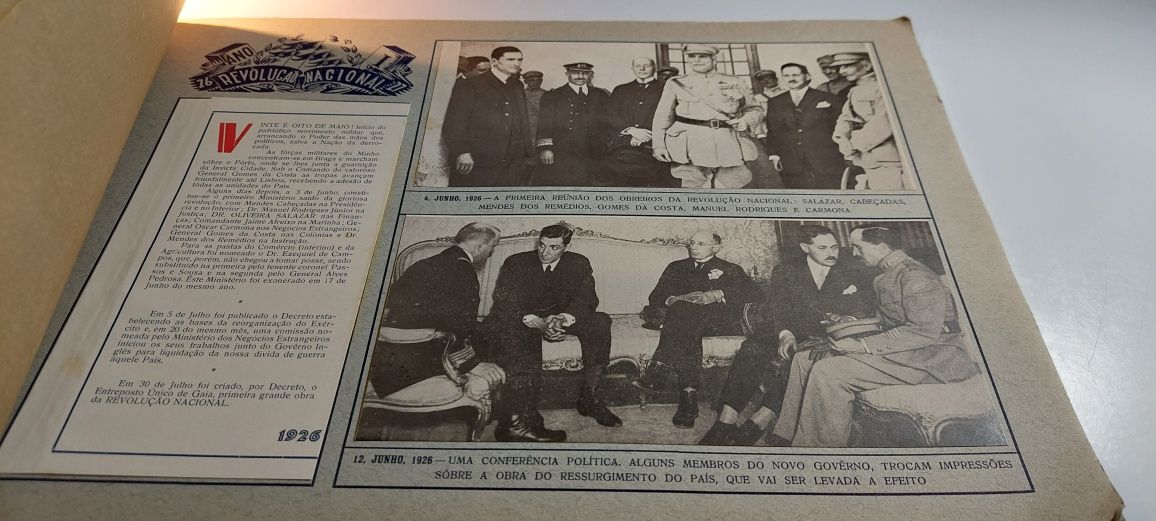 ANO I
26 REVOLUÇÃO NACIONAL 27
VINTE E OITO DE MAIO! Início do
patriótico movimento militar que,
arrancando o Poder das mãos dos
políticos, salva a Nação da derro-
cada.
As fôrças militares do Minho
concentram-se em Braga e marcham
sôbre o Pôrto, onde se lhes junta a guarnição
da Invicta Cidade. Sob o Comando do valoroso
General Gomes da Costa as tropas avançam
triunfalmente até Lisboa, recebendo a adesão de
tôdas as unidades do País.
Alguns dias depois, a 3 de Junho, consti-
tue-se o primeiro Ministério saído da gloriosa
revolução, com Mendes Cabeçadas na Presidên-
cia e no Interior; Dr. Manuel Rodrigues Júnior na
Justiça; DR. OLIVEIRA SALAZAR nas Finan-
ças; Comandante Jaime Afreixo na Marinha; Ge-
neral Oscar Carmona nos Negócios Estrangeiros;
General Gomes da Costa nas Colónias e Dr.
Mendes dos Remédios na Instrução.
Para as pastas do Comércio (interino) e da
Agricultura foi nomeado o Dr. Ezequiel de Cam-
pos, que, porém, não chegou a tomar posse, sendo
substituído na primeira pelo tenente coronel Pas-
sos e Sousa e na segunda pelo General Alves
Pedrosa. Êste Ministério foi exonerado em 17 de
Junho do mesmo ano.
Em 5 de Julho foi publicado o Decreto esta-
belecendo as bases da reorganização do Exér-
cito e, em 20 do mesmo mês, uma comissão no-
meada pelo Ministério dos Negócios Estrangeiros
iniciou os seus trabalhos junto do Govêrno In-
glês para liquidação da nossa dívida de guerra
àquele País.
Em 30 de Julho foi criado, por Decreto, o
Entreposto Único de Gaia, primeira grande obra
da REVOLUÇÃO NACIONAL.
1926
4, JUNHO, 1926 — A PRIMEIRA REÜNIÃO DOS OBREIROS DA REVOLUÇÃO NACIONAL: SALAZAR, CABEÇADAS,
MENDES DOS REMÉDIOS, GOMES DA COSTA, MANUEL RODRIGUES E CARMONA
12, JUNHO, 1926 — UMA CONFERÊNCIA POLÍTICA. ALGUNS MEMBROS DO NOVO GOVÊRNO, TROCAM IMPRESSÕES
SÔBRE A OBRA DO RESSURGIMENTO DO PAÍS, QUE VAI SER LEVADA A EFEITO